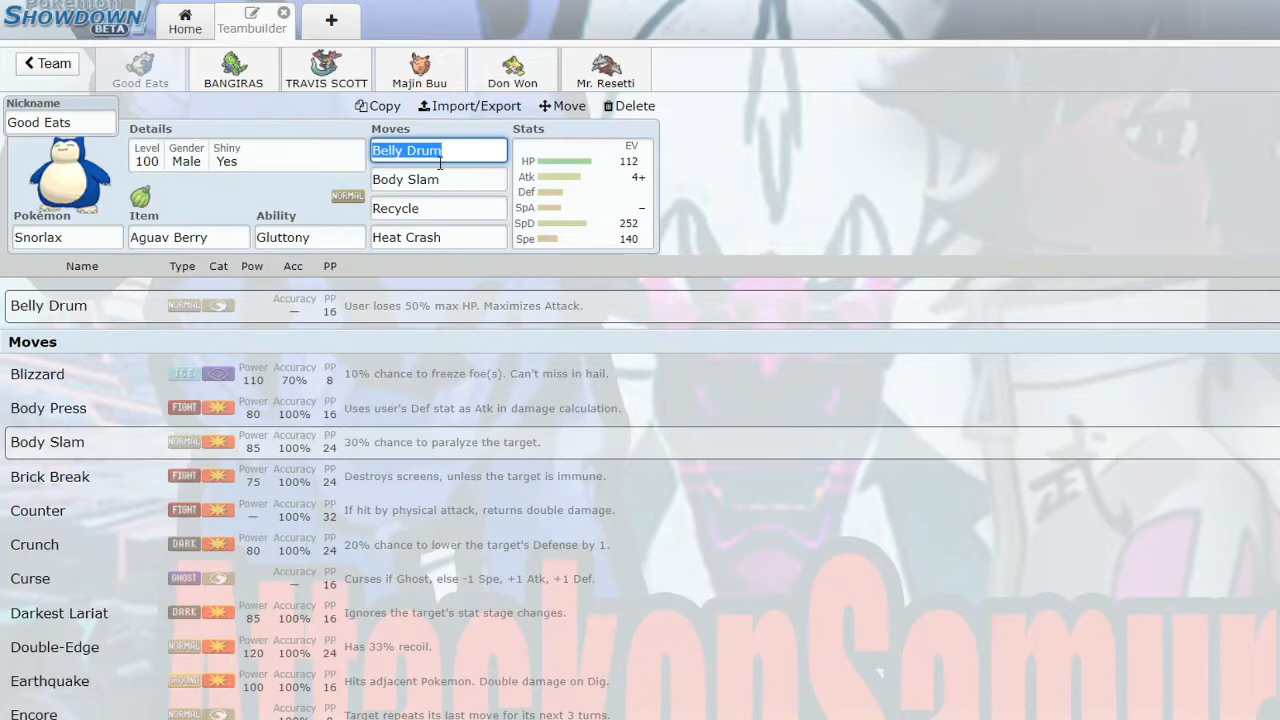 Pokémon
SHOWDOWN
BETA
Home
Teambuilder
+
Team
Good Eats
BANGIRAS
TRAVIS SCOTT
Majin Buu
Don Won
Mr. Resetti
Nickname
Good Eats
Copy
Import/Export
Move
Delete
Details
Level Gender Shiny
100 Male Yes
NORMAL
Pokémon Item Ability
Snorlax Aguav Berry Gluttony
Moves
Belly Drum
Body Slam
Recycle
Heat Crash
Stats
EV
HP 112
Atk 4+
Def
SpA –
SpD 252
Spe 140
Name Type Cat Pow Acc PP
Belly Drum NORMAL Accuracy — PP 16 User loses 50% max HP. Maximizes Attack.
Moves
Blizzard ICE Power 110 Accuracy 70% PP 8 10% chance to freeze foe(s). Can't miss in hail.
Body Press FIGHT Power 80 Accuracy 100% PP 16 Uses user's Def stat as Atk in damage calculation.
Body Slam NORMAL Power 85 Accuracy 100% PP 24 30% chance to paralyze the target.
Brick Break FIGHT Power 75 Accuracy 100% PP 24 Destroys screens, unless the target is immune.
Counter FIGHT Power — Accuracy 100% PP 32 If hit by physical attack, returns double damage.
Crunch DARK Power 80 Accuracy 100% PP 24 20% chance to lower the target's Defense by 1.
Curse GHOST Accuracy — PP 16 Curses if Ghost, else -1 Spe, +1 Atk, +1 Def.
Darkest Lariat DARK Power 85 Accuracy 100% PP 16 Ignores the target's stat stage changes.
Double-Edge NORMAL Power 120 Accuracy 100% PP 24 Has 33% recoil.
Earthquake GROUND Power 100 Accuracy 100% PP 16 Hits adjacent Pokemon. Double damage on Dig.
Encore NORMAL Accuracy PP Target repeats its last move for its next 3 turns.
武